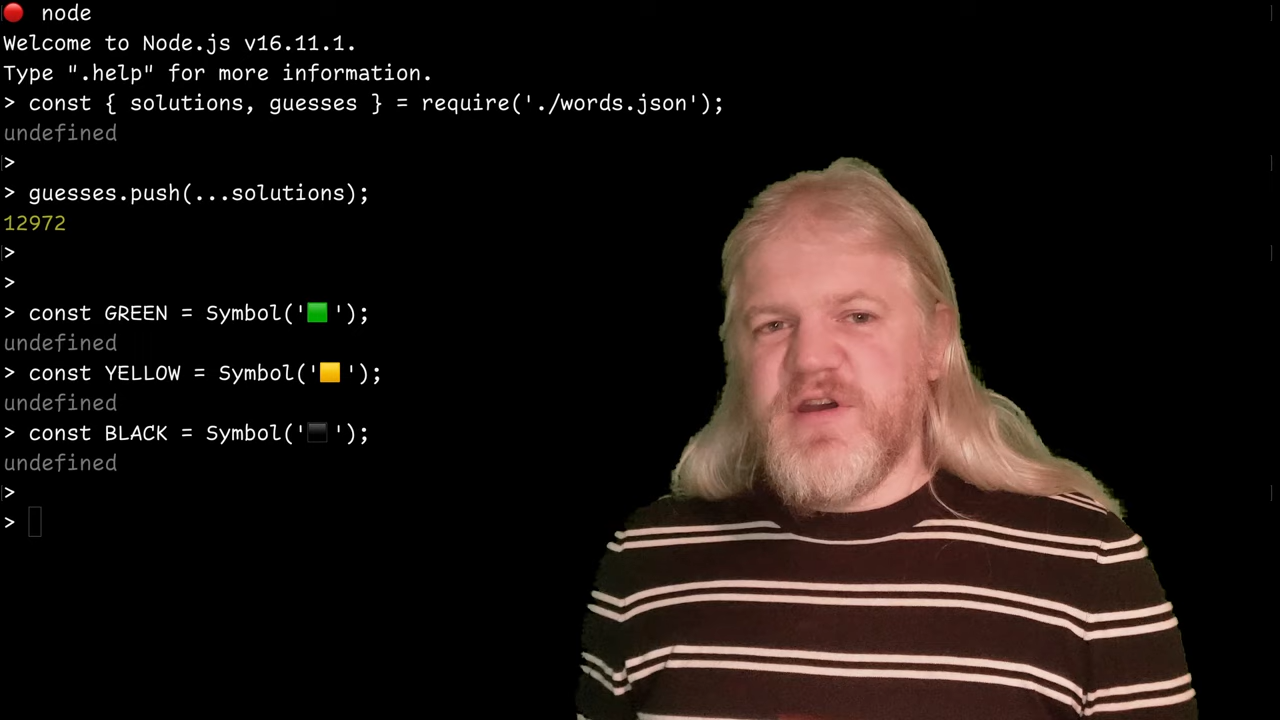 🔴 node
Welcome to Node.js v16.11.1.
Type ".help" for more information.
> const { solutions, guesses } = require('./words.json');
undefined
>
> guesses.push(...solutions);
12972
>
>
> const GREEN = Symbol('🟩');
undefined
> const YELLOW = Symbol('🟨');
undefined
> const BLACK = Symbol('⬛');
undefined
>
>